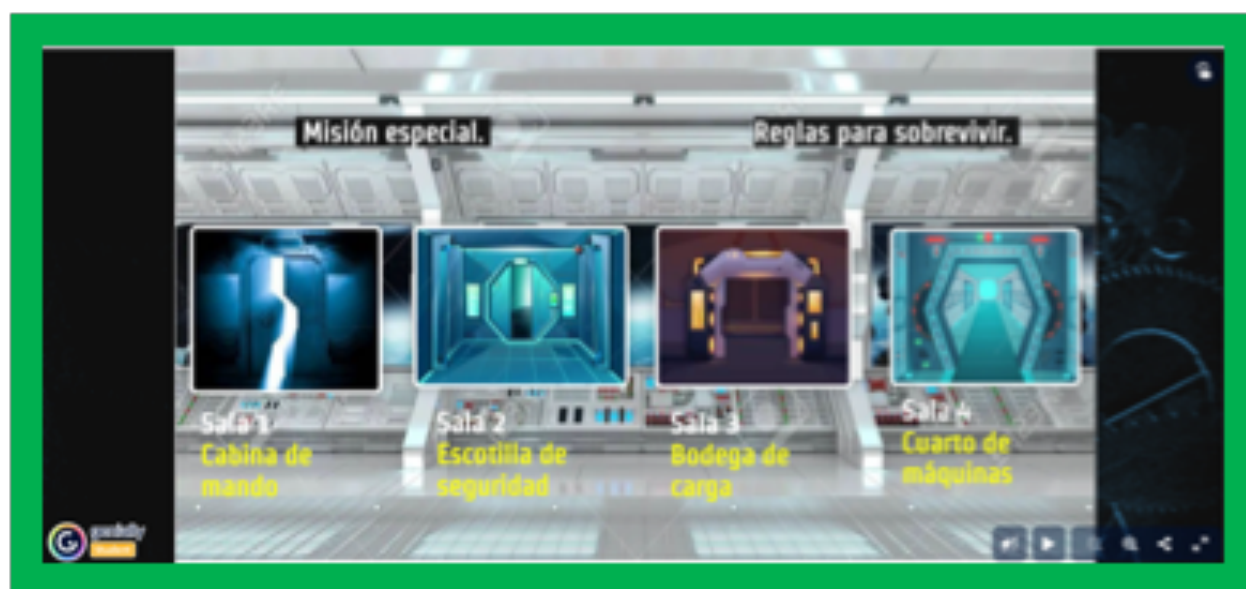 Misión especial.
Reglas para sobrevivir.
Sala 1
Cabina de
mando
Sala 2
Escotilla de
seguridad
Sala 3
Bodega de
carga
Sala 4
Cuarto de
máquinas
genially